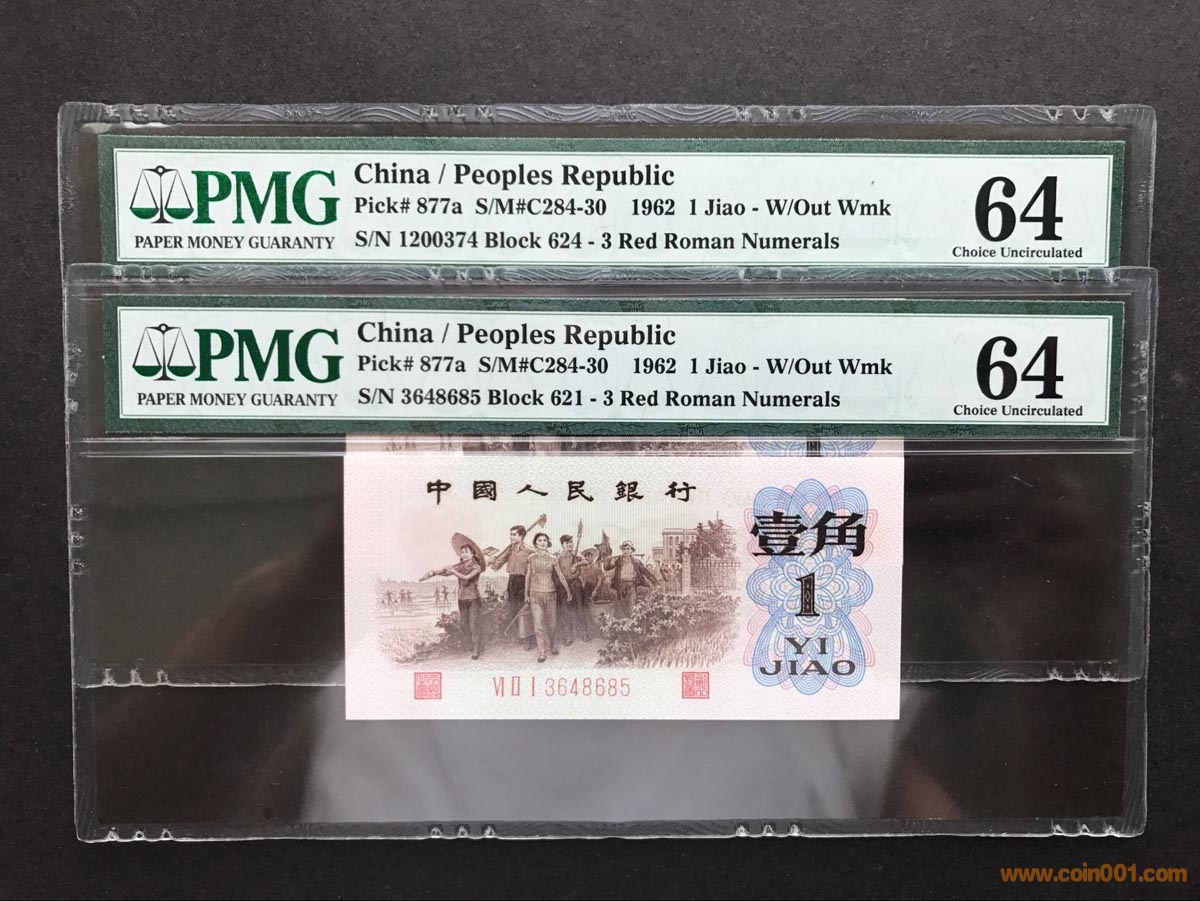 PMG
PAPER MONEY GUARANTY
China / Peoples Republic
Pick# 877a S/M#C284-30 1962 1 Jiao - W/Out Wmk
S/N 1200374 Block 624 - 3 Red Roman Numerals
64
Choice Uncirculated
PMG
PAPER MONEY GUARANTY
China / Peoples Republic
Pick# 877a S/M#C284-30 1962 1 Jiao - W/Out Wmk
S/N 3648685 Block 621 - 3 Red Roman Numerals
64
Choice Uncirculated
中國人民銀行
壹角
1
YI
JIAO
VI II I 3648685
www.coin001.com